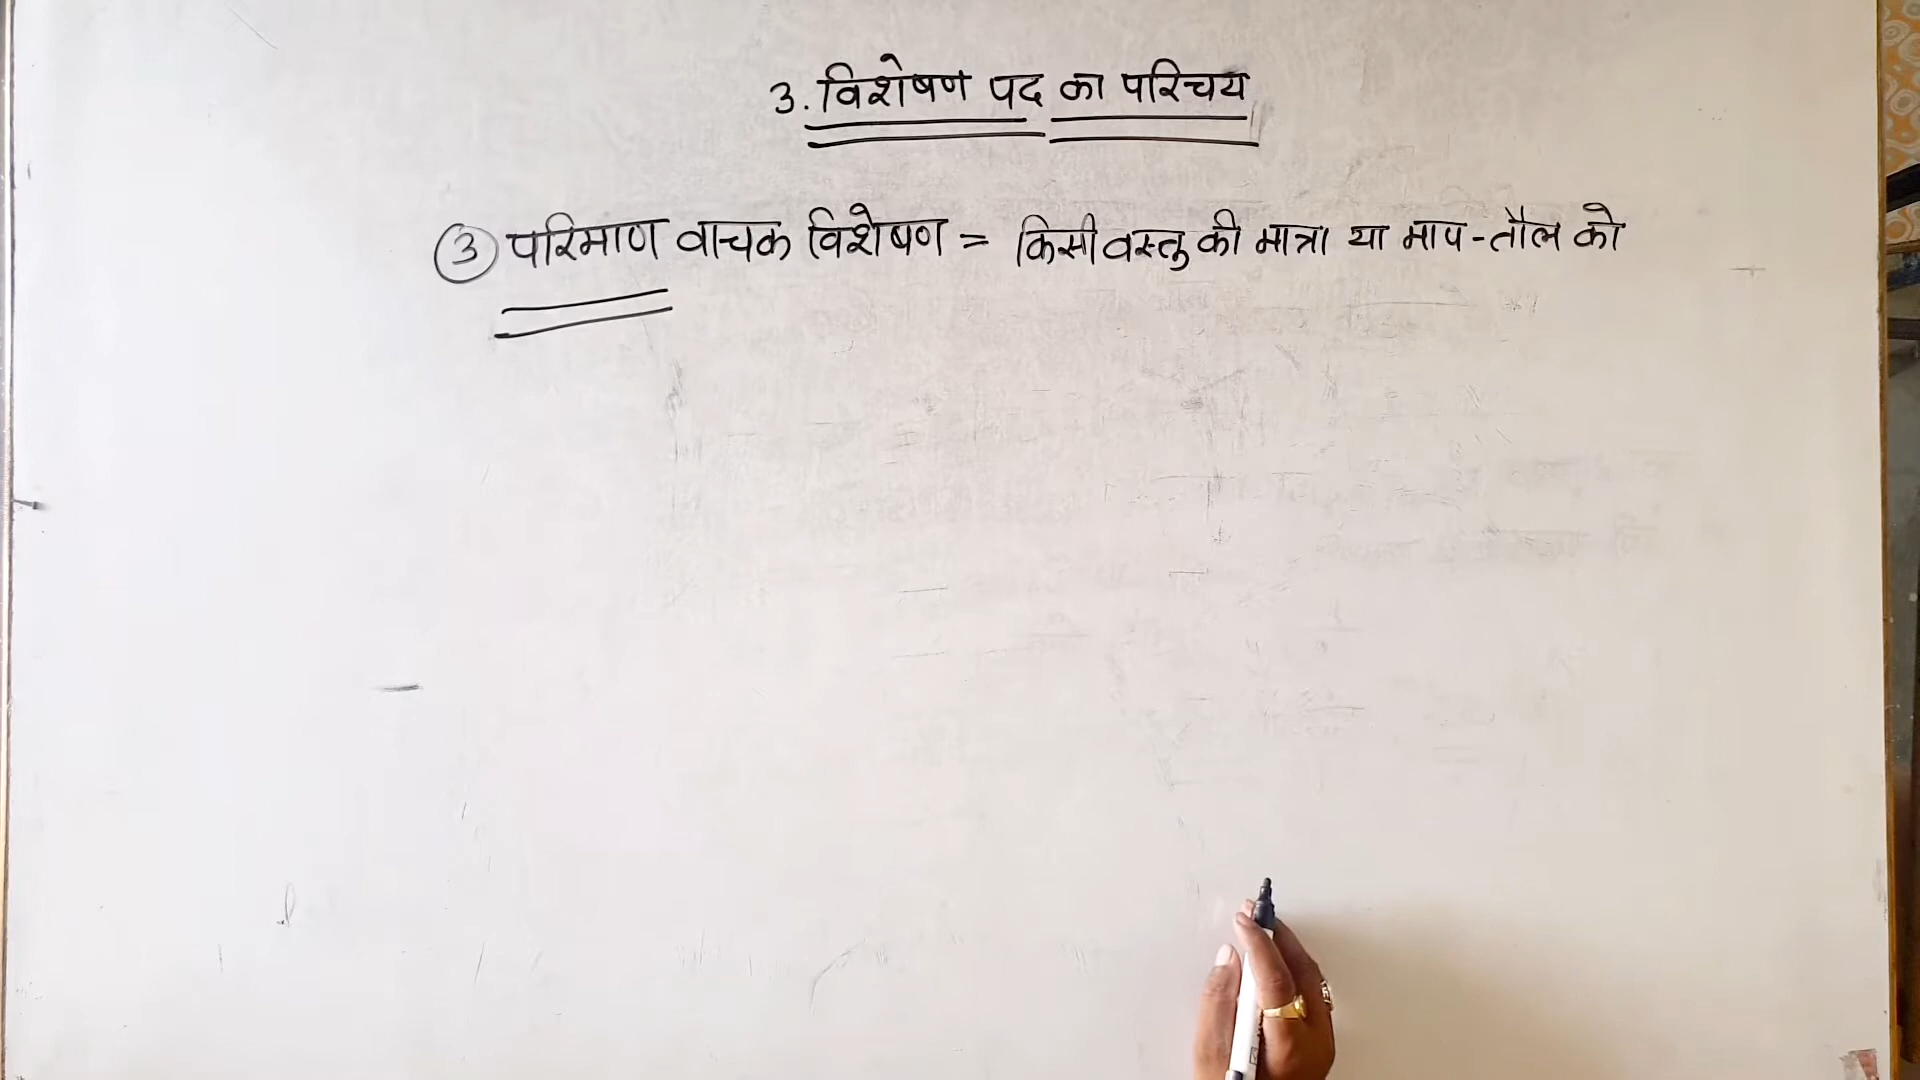 3. विशेषण पद का परिचय
③ परिमाण वाचक विशेषण = किसी वस्तु की मात्रा या माप-तौल को